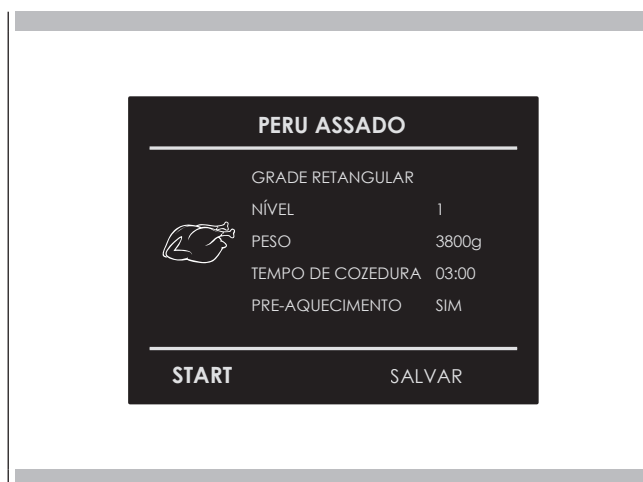 PERU ASSADO
GRADE RETANGULAR
NÍVEL 1
PESO 3800g
TEMPO DE COZEDURA 03:00
PRE-AQUECIMENTO SIM
START SALVAR